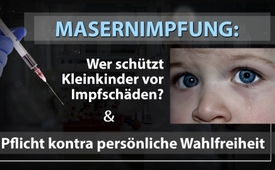 MASERNIMPFUNG:
Wer schützt
Kleinkinder vor
Impfschäden?
&
Pflicht kontra persönliche Wahlfreiheit